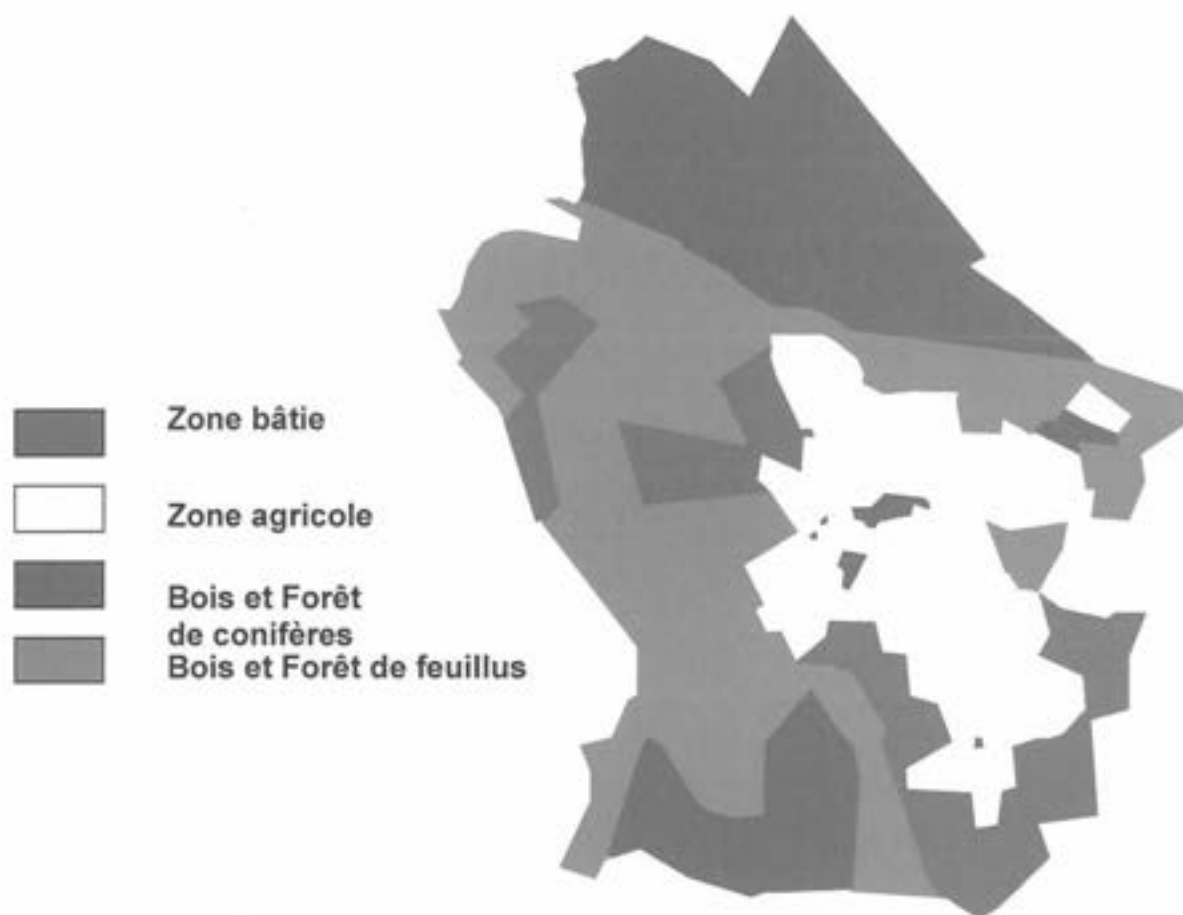 Zone bâtie
Zone agricole
Bois et Forêt
de conifères
Bois et Forêt de feuillus